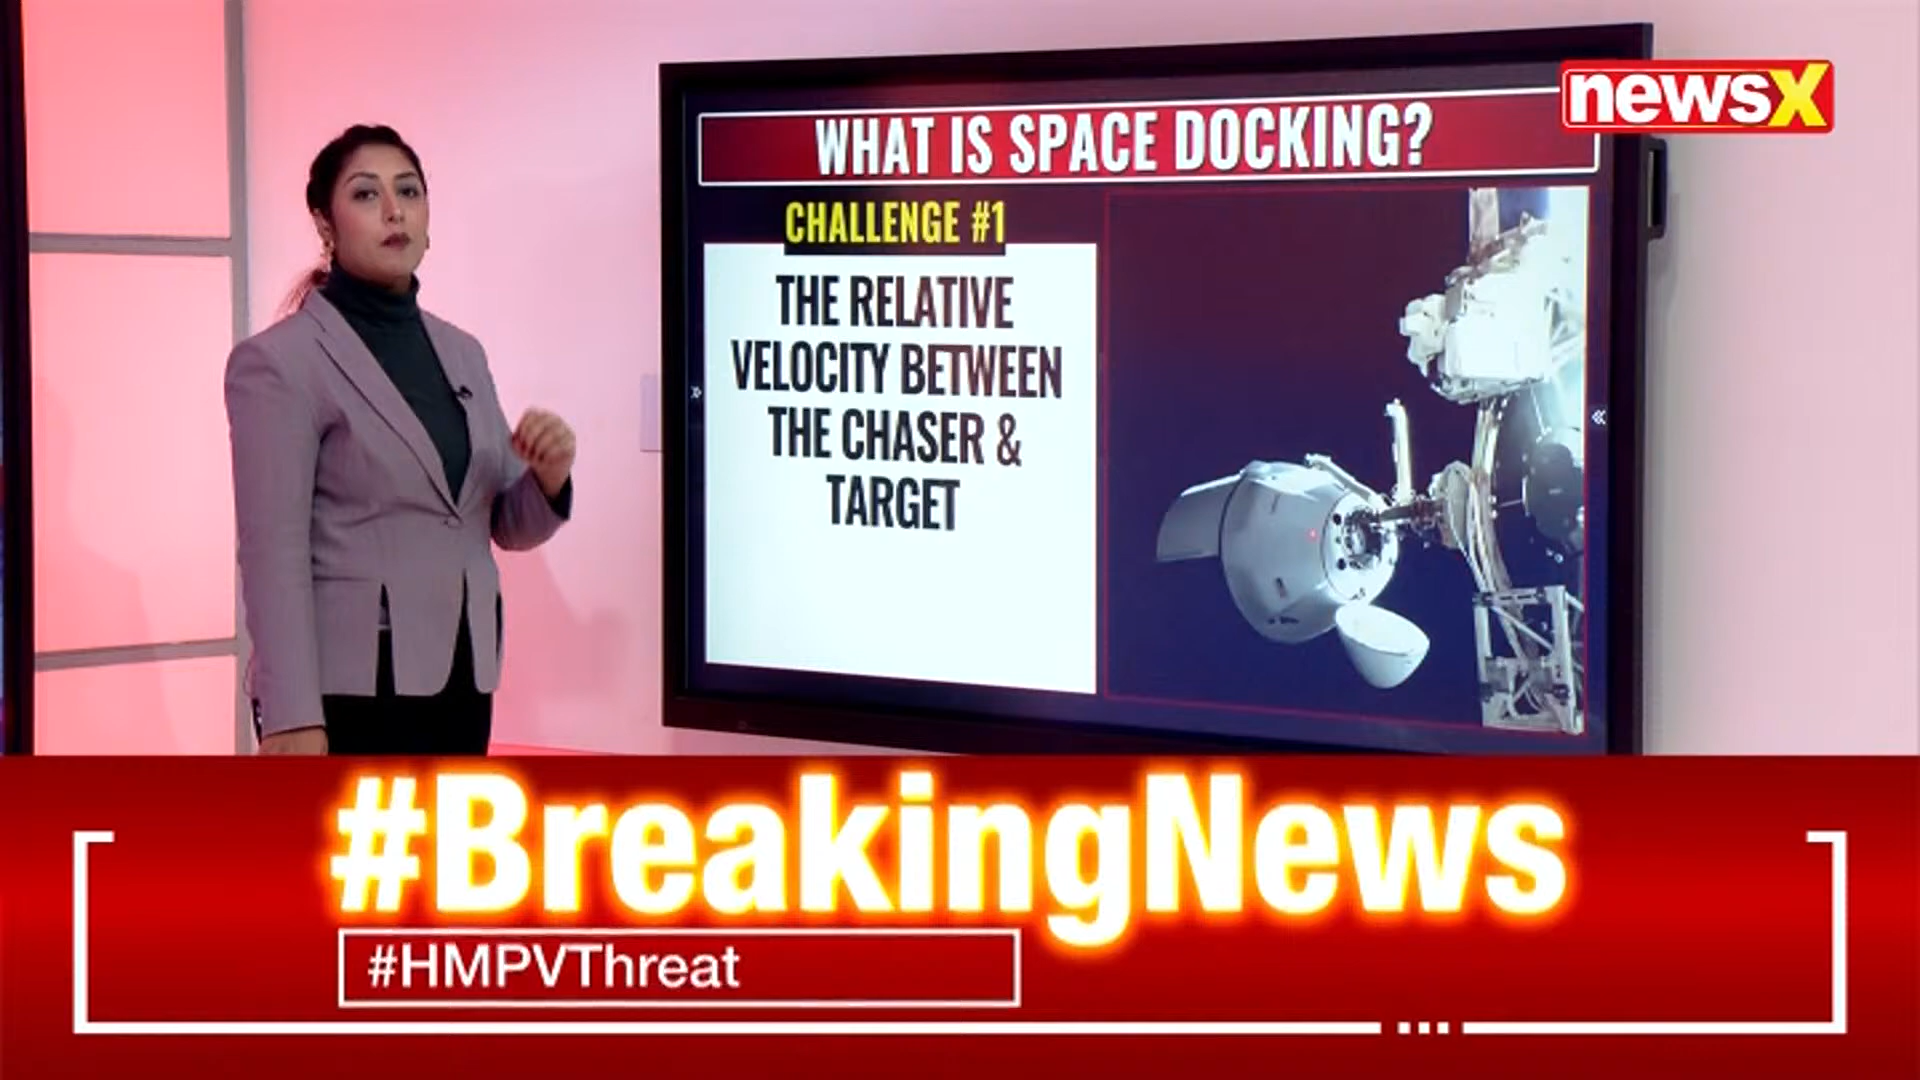 newsX
WHAT IS SPACE DOCKING?
CHALLENGE #1
THE RELATIVE
VELOCITY BETWEEN
THE CHASER &
TARGET
#BreakingNews
#HMPVThreat